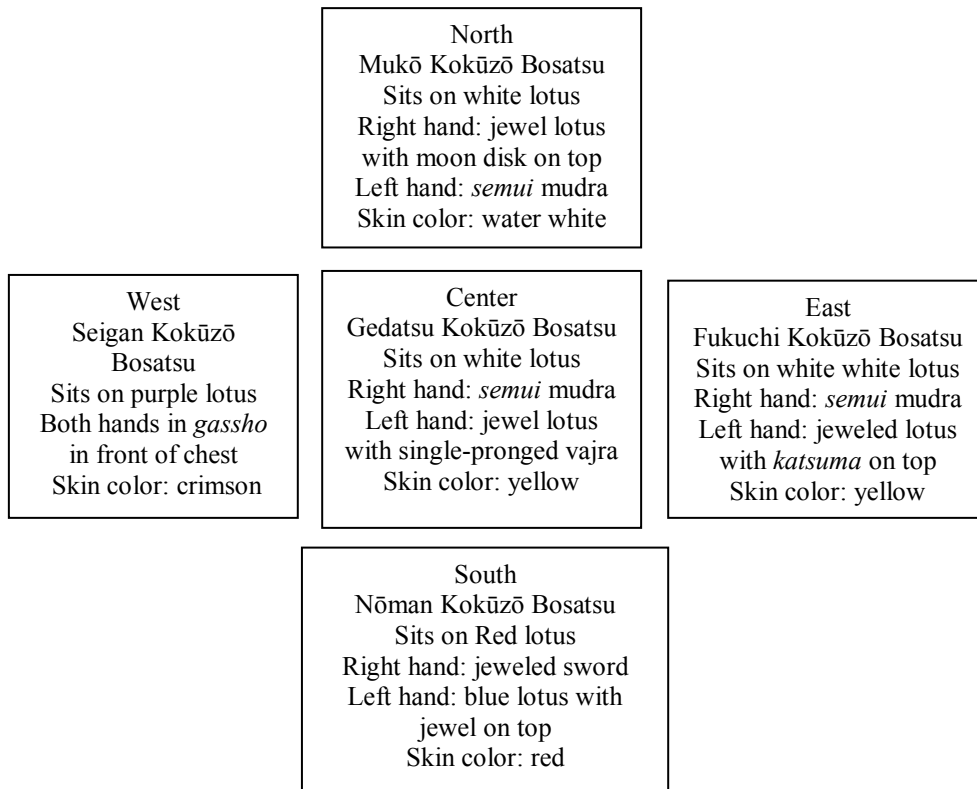 North
Mukō Kokūzō Bosatsu
Sits on white lotus
Right hand: jewel lotus
with moon disk on top
Left hand: semui mudra
Skin color: water white
West
Seigan Kokūzō
Bosatsu
Sits on purple lotus
Both hands in gassho
in front of chest
Skin color: crimson
Center
Gedatsu Kokūzō Bosatsu
Sits on white lotus
Right hand: semui mudra
Left hand: jewel lotus
with single-pronged vajra
Skin color: yellow
East
Fukuchi Kokūzō Bosatsu
Sits on white white lotus
Right hand: semui mudra
Left hand: jeweled lotus
with katsuma on top
Skin color: yellow
South
Nōman Kokūzō Bosatsu
Sits on Red lotus
Right hand: jeweled sword
Left hand: blue lotus with
jewel on top
Skin color: red